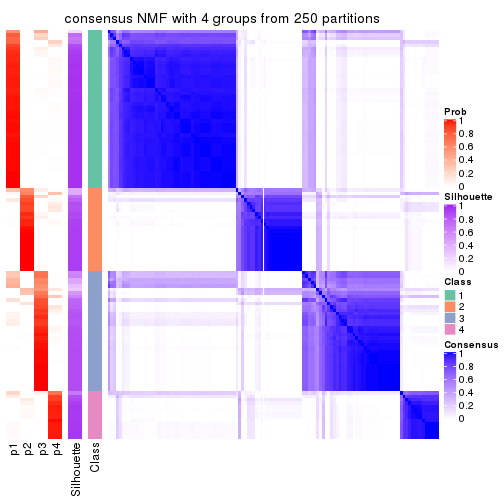 consensus NMF with 4 groups from 250 partitions
Prob
1
0.8
0.6
0.4
0.2
0
Silhouette
1
0.8
0.6
0.4
0.2
0
Class
1
2
3
4
Consensus
1
0.8
0.6
0.4
0.2
0
p1
p2
p3
p4
Silhouette
Class